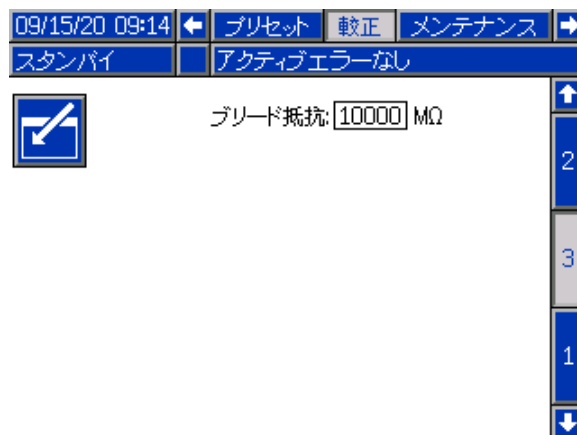 09/15/20 09:14 プリセット 較正 メンテナンス
スタンバイ アクティブエラーなし
ブリード抵抗: 10000 MΩ
2
3
1